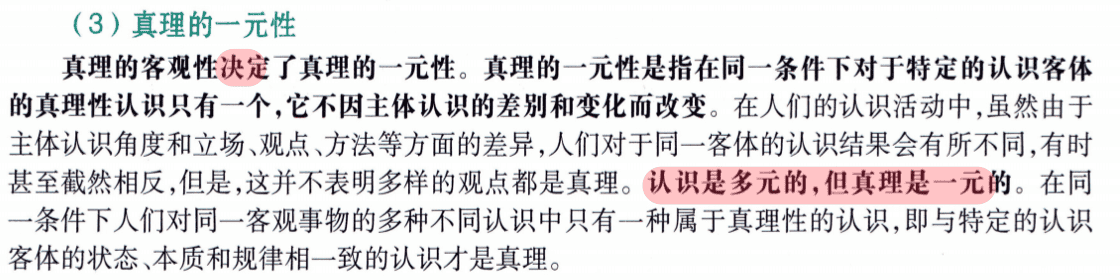 （3）真理的一元性
真理的客观性决定了真理的一元性。真理的一元性是指在同一条件下对于特定的认识客体
的真理性认识只有一个，它不因主体认识的差别和变化而改变。在人们的认识活动中，虽然由于
主体认识角度和立场、观点、方法等方面的差异，人们对于同一客体的认识结果会有所不同，有时
甚至截然相反，但是，这并不表明多样的观点都是真理。认识是多元的，但真理是一元的。在同
一条件下人们对同一客观事物的多种不同认识中只有一种属于真理性的认识，即与特定的认识
客体的状态、本质和规律相一致的认识才是真理。